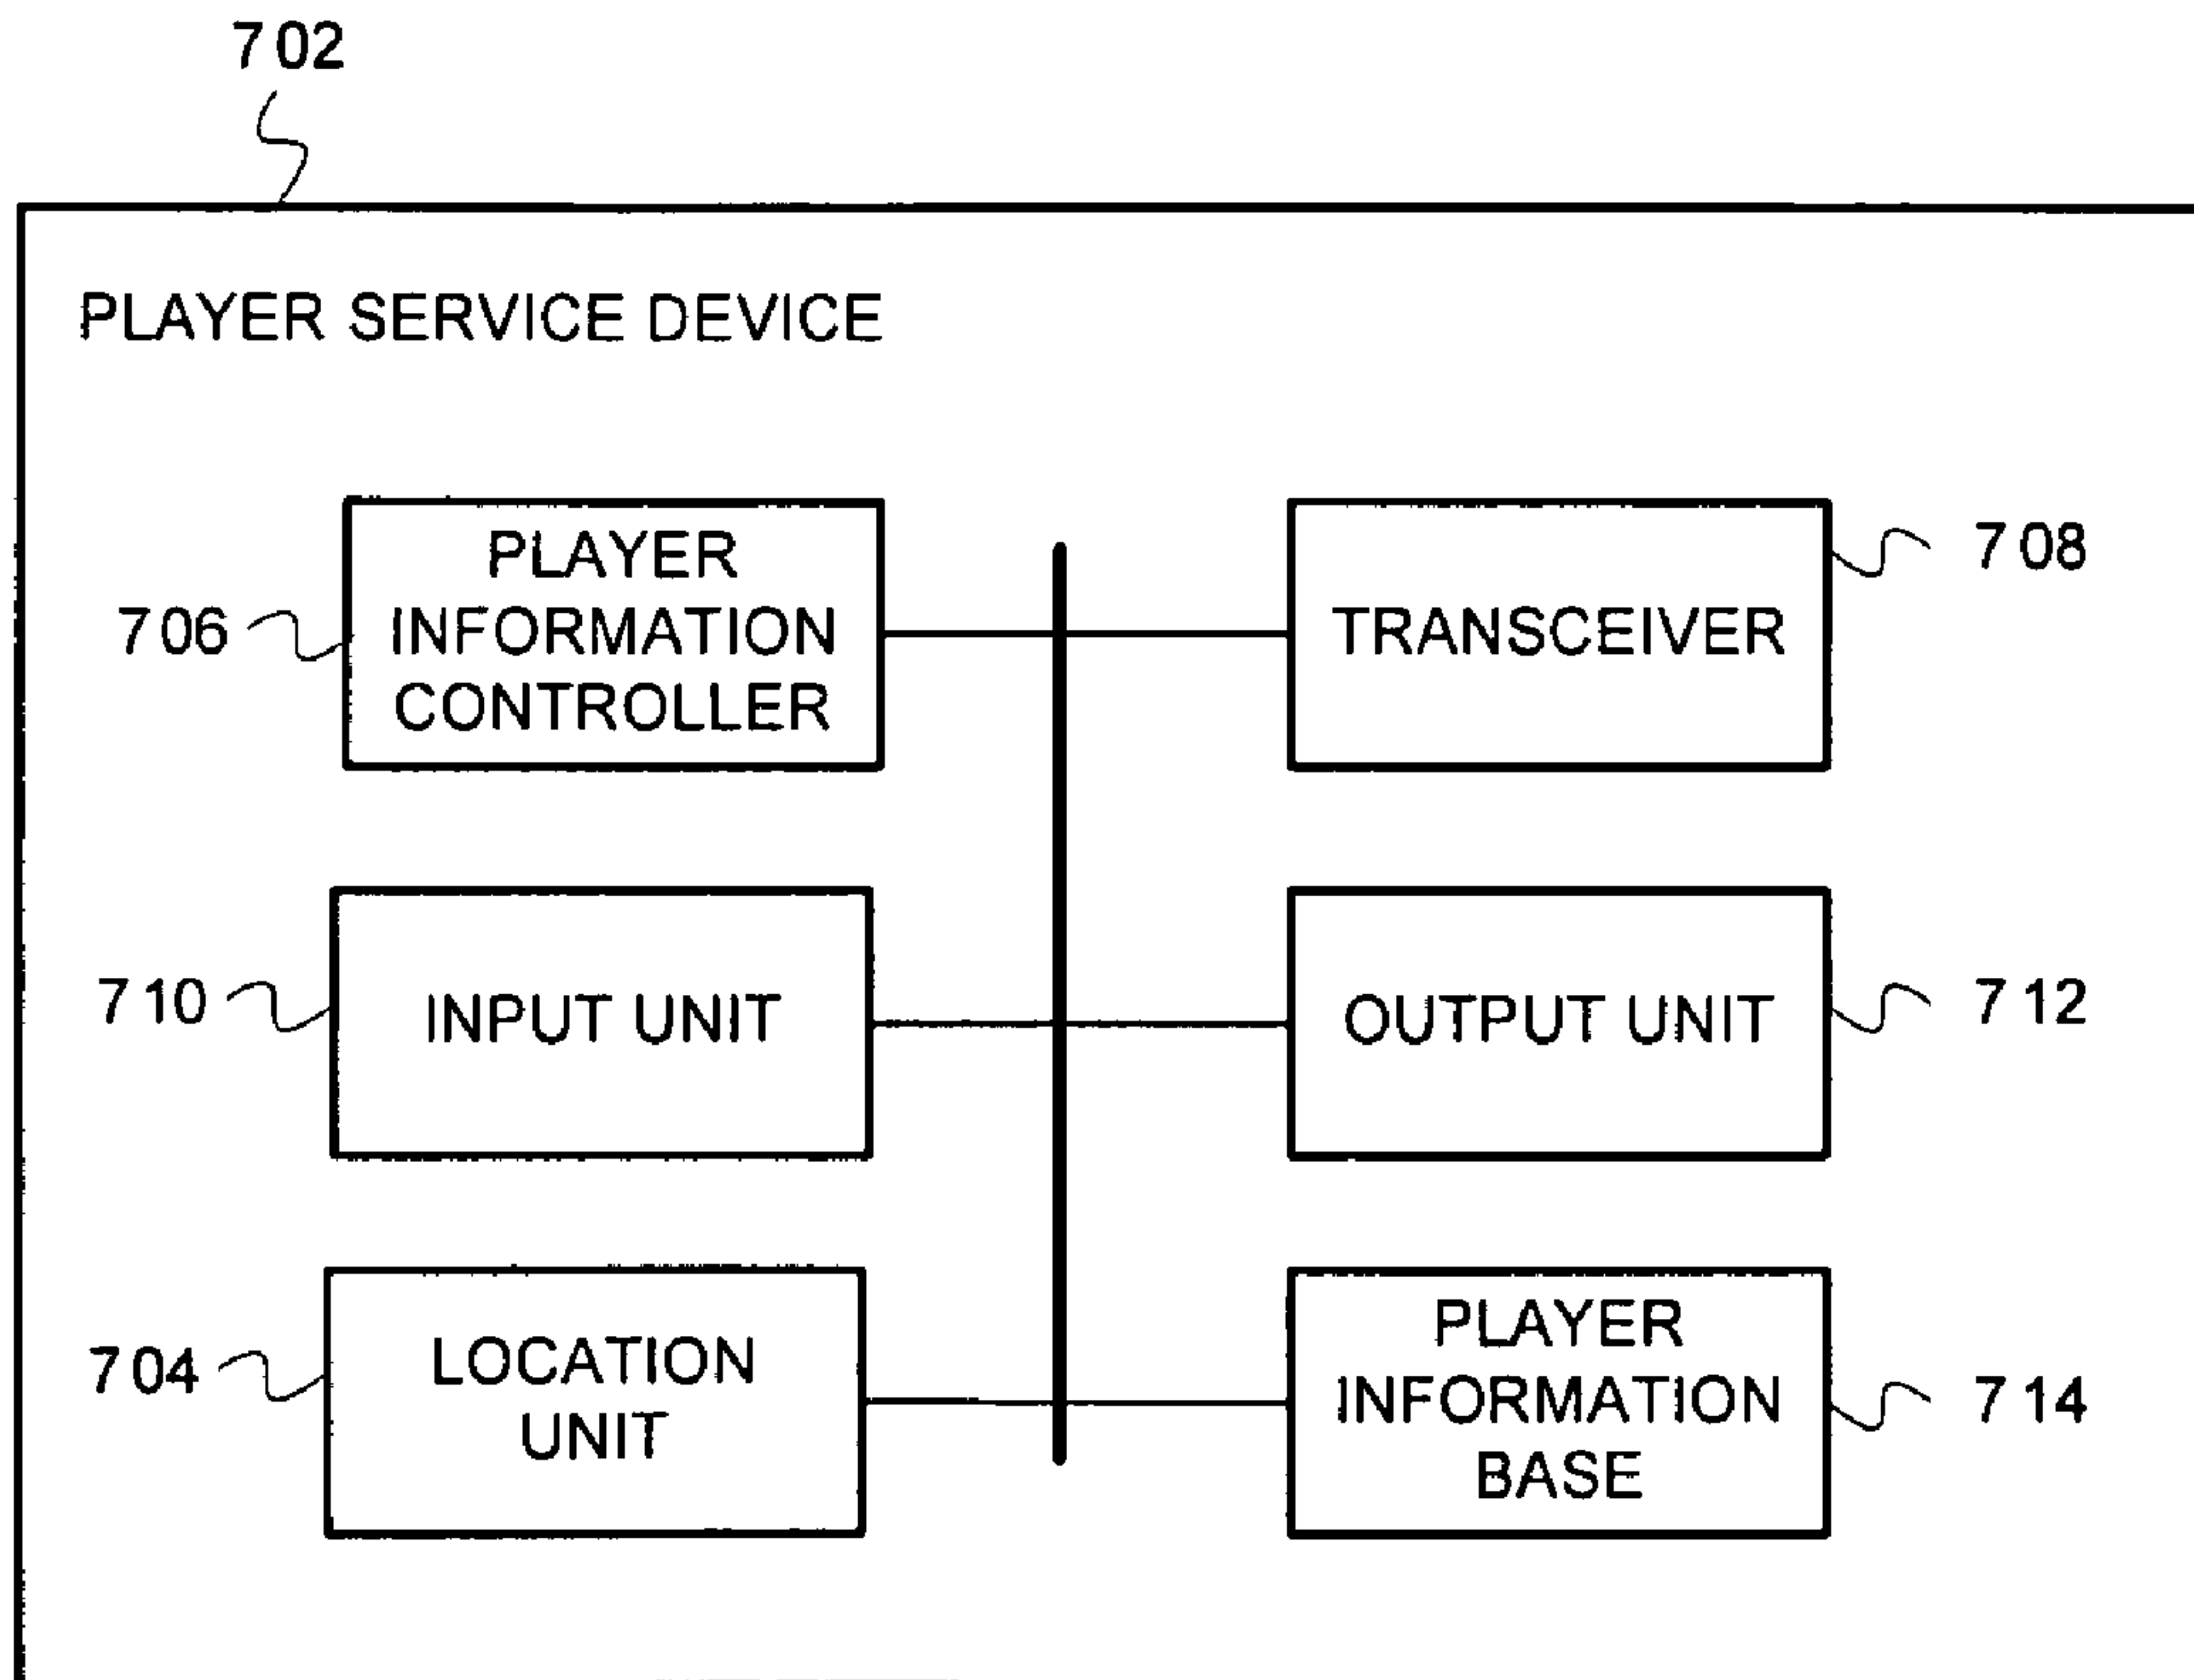 702
PLAYER SERVICE DEVICE
PLAYER
INFORMATION
CONTROLLER
706
TRANSCEIVER
708
710
INPUT UNIT
OUTPUT UNIT
712
704
LOCATION
UNIT
PLAYER
INFORMATION
BASE
714